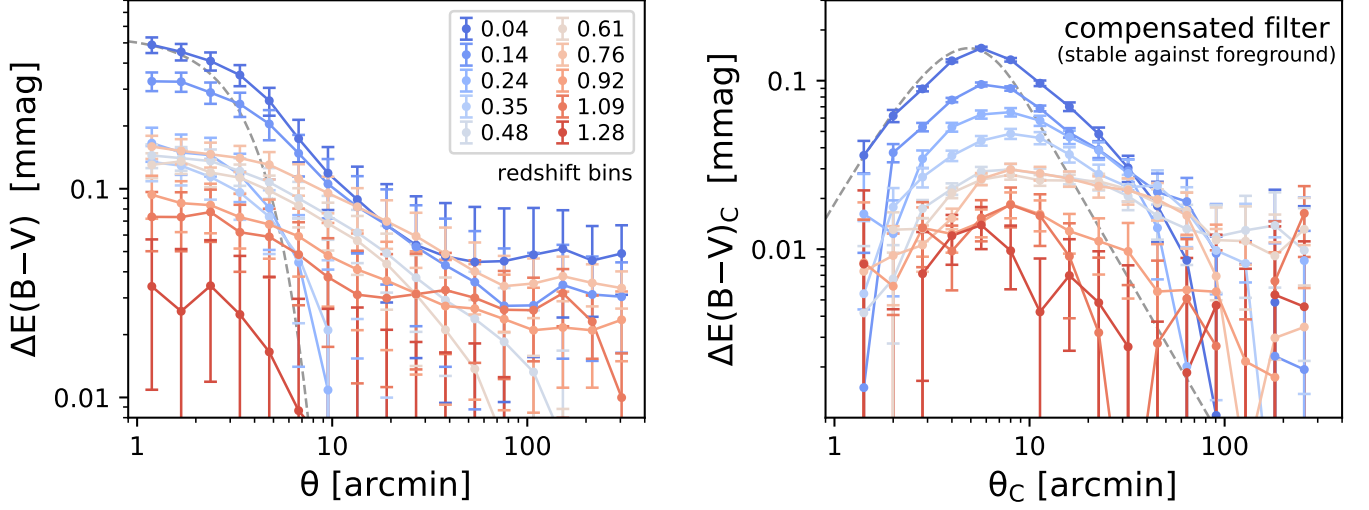 ΔE(B−V) [mmag]
0.1
0.01
1
10
100
θ [arcmin]
0.04
0.14
0.24
0.35
0.48
0.61
0.76
0.92
1.09
1.28
redshift bins
ΔE(B−V)C [mmag]
0.1
0.01
1
10
100
θC [arcmin]
compensated filter
(stable against foreground)